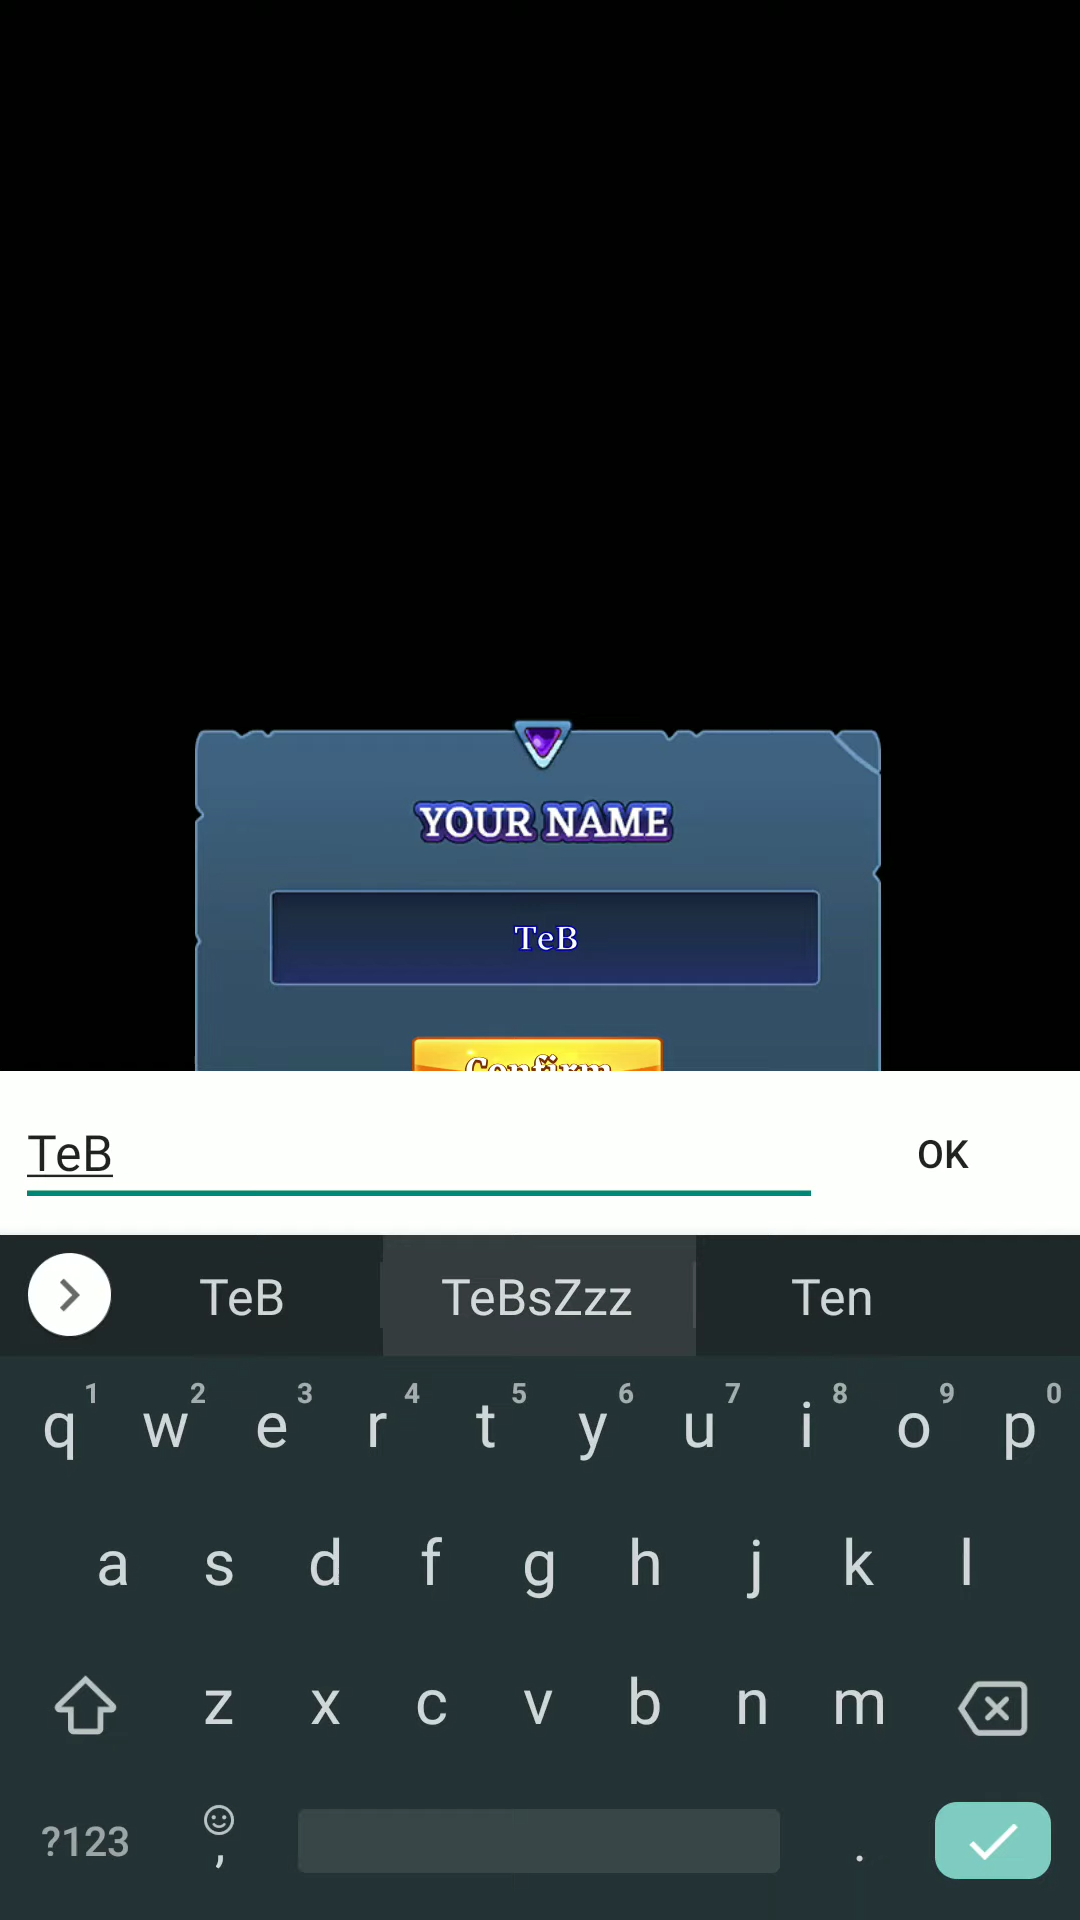 YOUR NAME
TeB
Confirm
TeB OK
TeB TeBsZzz Ten
1 2 3 4 5 6 7 8 9 0
q w e r t y u i o p
a s d f g h j k l
z x c v b n m
?123 , .